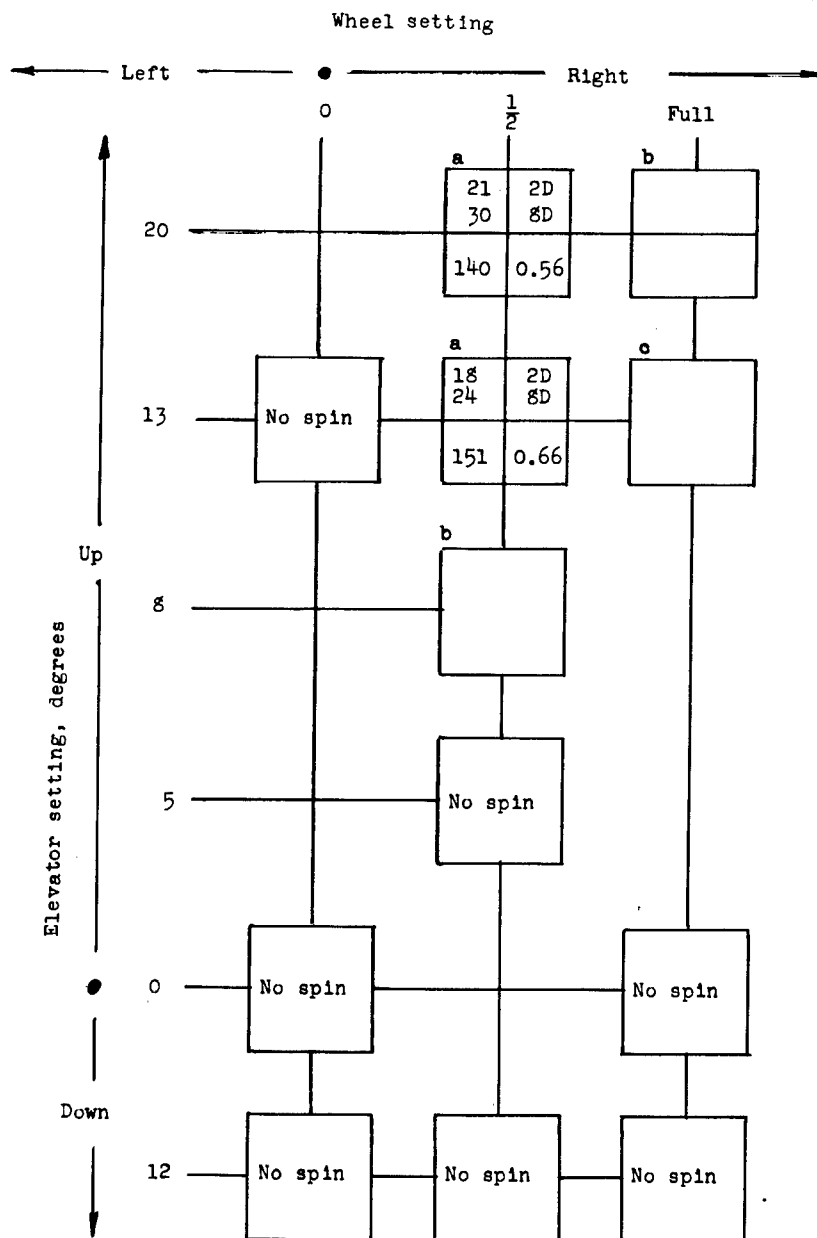 Wheel setting
Left Right
0 1/2 Full
a b
21 2D
30 8D
20
140 0.56
a c
18 2D
24 8D
13 No spin
151 0.66
b
Up
8
Elevator setting, degrees
5 No spin
0 No spin No spin
Down
12 No spin No spin No spin